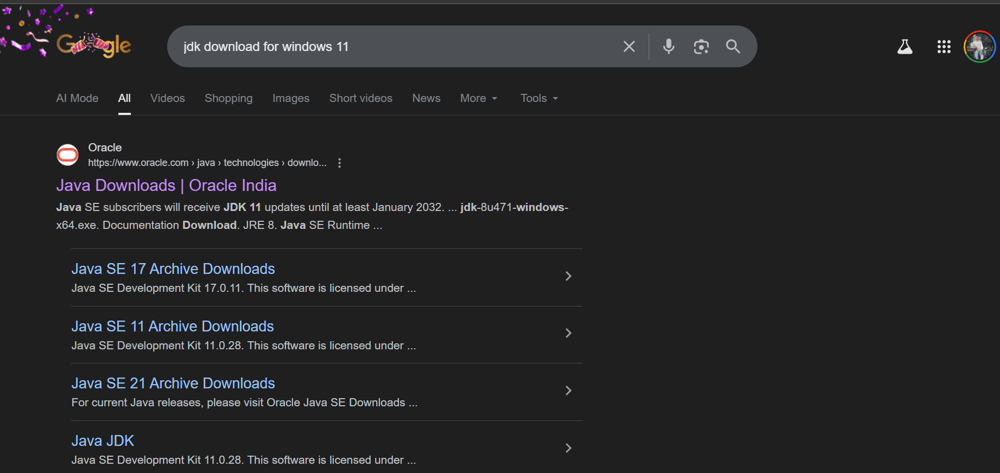 Google
jdk download for windows 11
AI Mode All Videos Shopping Images Short videos News More Tools
Oracle
https://www.oracle.com › java › technologies › downlo...
Java Downloads | Oracle India
Java SE subscribers will receive JDK 11 updates until at least January 2032. ... jdk-8u471-windows-
x64.exe. Documentation Download. JRE 8. Java SE Runtime ...
Java SE 17 Archive Downloads
Java SE Development Kit 17.0.11. This software is licensed under ...
Java SE 11 Archive Downloads
Java SE Development Kit 11.0.28. This software is licensed under ...
Java SE 21 Archive Downloads
For current Java releases, please visit Oracle Java SE Downloads ...
Java JDK
Java SE Development Kit 11.0.28. This software is licensed under ...